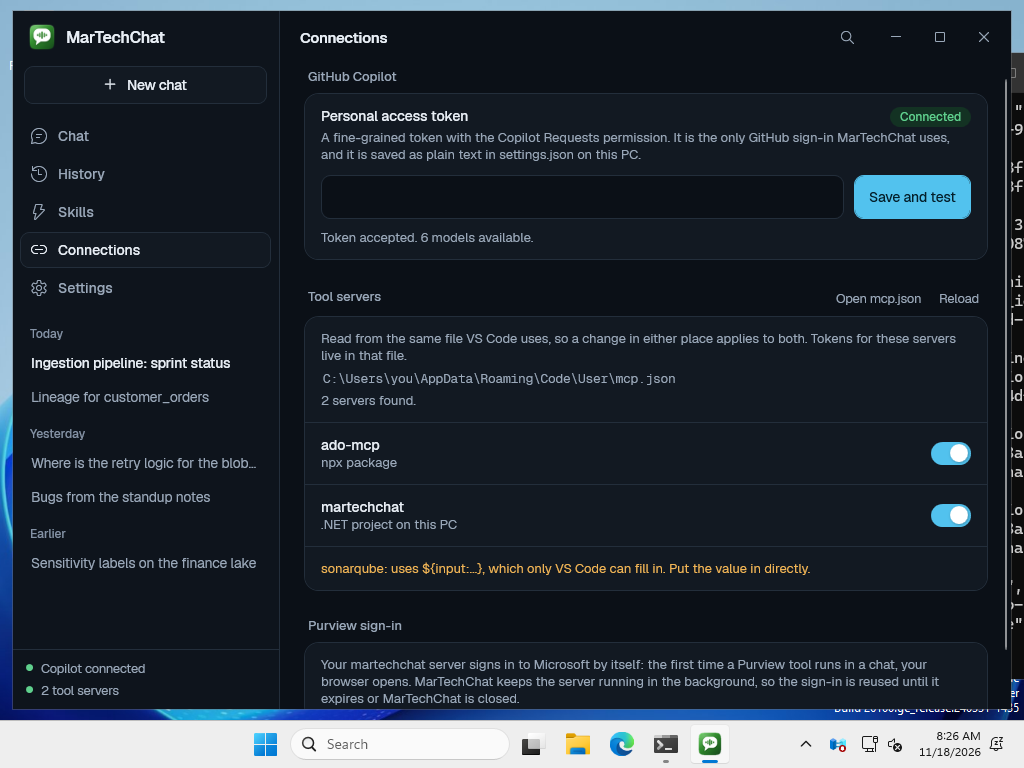 MarTechChat
Connections
New chat
Chat
History
Skills
Connections
Settings
Today
Ingestion pipeline: sprint status
Lineage for customer_orders
Yesterday
Where is the retry logic for the blob…
Bugs from the standup notes
Earlier
Sensitivity labels on the finance lake
Copilot connected
2 tool servers
GitHub Copilot
Personal access token
Connected
A fine-grained token with the Copilot Requests permission. It is the only GitHub sign-in MarTechChat uses,
and it is saved as plain text in settings.json on this PC.
Save and test
Token accepted. 6 models available.
Tool servers
Open mcp.json
Reload
Read from the same file VS Code uses, so a change in either place applies to both. Tokens for these servers
live in that file.
C:\Users\you\AppData\Roaming\Code\User\mcp.json
2 servers found.
ado-mcp
npx package
martechchat
.NET project on this PC
sonarqube: uses ${input:…}, which only VS Code can fill in. Put the value in directly.
Purview sign-in
Your martechchat server signs in to Microsoft by itself: the first time a Purview tool runs in a chat, your
browser opens. MarTechChat keeps the server running in the background, so the sign-in is reused until it
expires or MarTechChat is closed.
Search
8:26 AM
11/18/2026